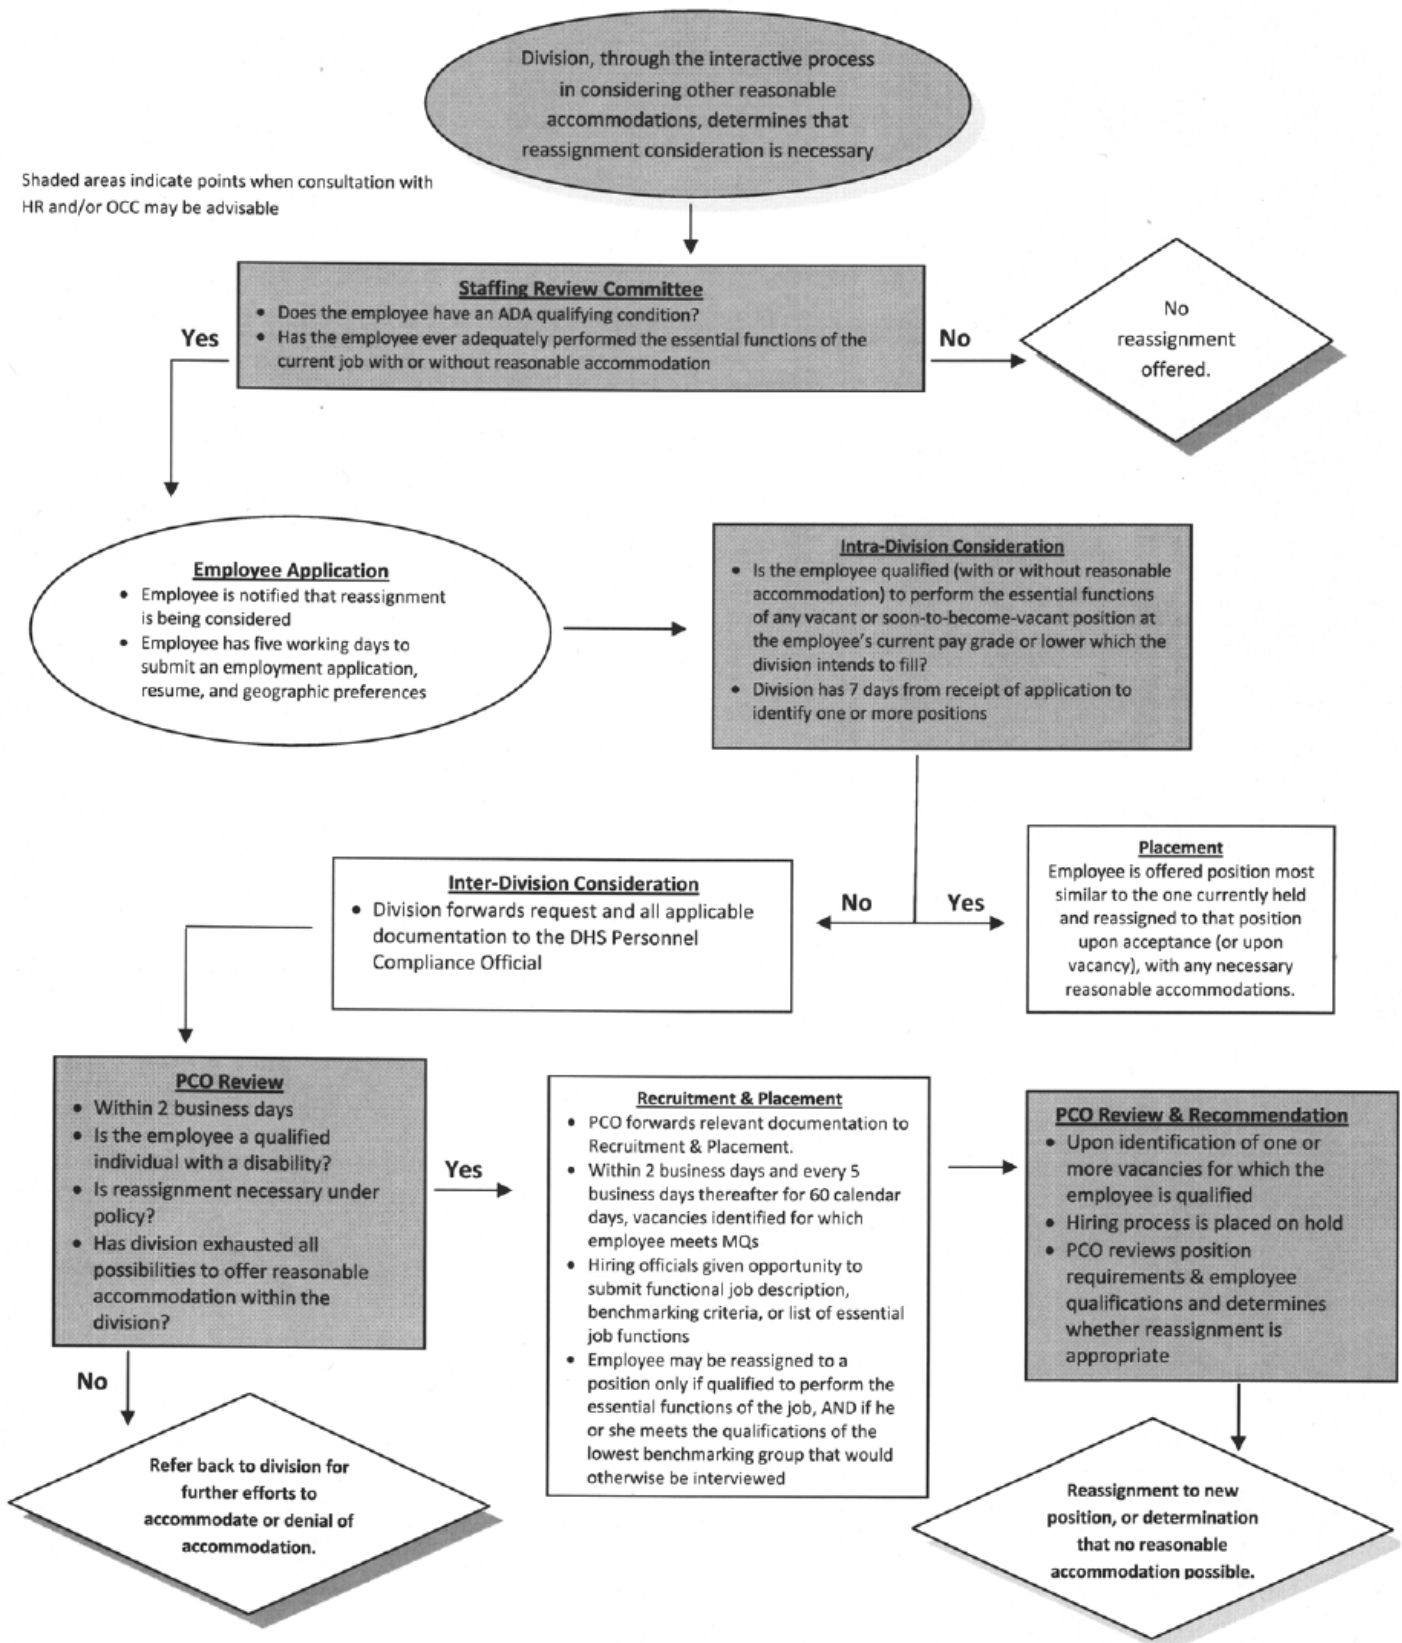 Division, through the interactive process
in considering other reasonable
accommodations, determines that
reassignment consideration is necessary
Shaded areas indicate points when consultation with
HR and/or OCC may be advisable
Staffing Review Committee
• Does the employee have an ADA qualifying condition?
• Has the employee ever adequately performed the essential functions of the
current job with or without reasonable accommodation
Yes
No
No
reassignment
offered.
Employee Application
• Employee is notified that reassignment
is being considered
• Employee has five working days to
submit an employment application,
resume, and geographic preferences
Intra-Division Consideration
• Is the employee qualified (with or without reasonable
accommodation) to perform the essential functions
of any vacant or soon-to-become-vacant position at
the employee's current pay grade or lower which the
division intends to fill?
• Division has 7 days from receipt of application to
identify one or more positions
No
Yes
Placement
Employee is offered position most
similar to the one currently held
and reassigned to that position
upon acceptance (or upon
vacancy), with any necessary
reasonable accommodations.
Inter-Division Consideration
• Division forwards request and all applicable
documentation to the DHS Personnel
Compliance Official
PCO Review
• Within 2 business days
• Is the employee a qualified
individual with a disability?
• Is reassignment necessary under
policy?
• Has division exhausted all
possibilities to offer reasonable
accommodation within the
division?
Yes
No
Recruitment & Placement
• PCO forwards relevant documentation to
Recruitment & Placement.
• Within 2 business days and every 5
business days thereafter for 60 calendar
days, vacancies identified for which
employee meets MQs
• Hiring officials given opportunity to
submit functional job description,
benchmarking criteria, or list of essential
job functions
• Employee may be reassigned to a
position only if qualified to perform the
essential functions of the job, AND if he
or she meets the qualifications of the
lowest benchmarking group that would
otherwise be interviewed
PCO Review & Recommendation
• Upon identification of one or
more vacancies for which the
employee is qualified
• Hiring process is placed on hold
• PCO reviews position
requirements & employee
qualifications and determines
whether reassignment is
appropriate
Refer back to division for
further efforts to
accommodate or denial of
accommodation.
Reassignment to new
position, or determination
that no reasonable
accommodation possible.